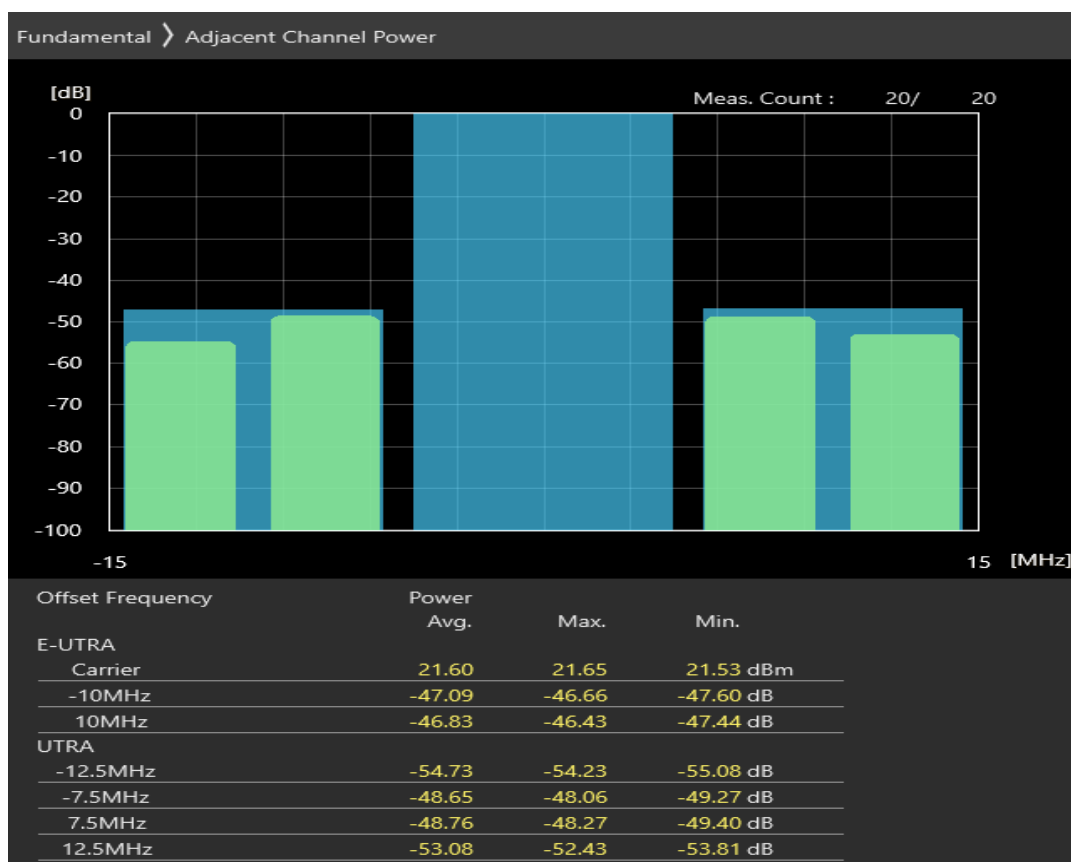 Fundamental ❯ Adjacent Channel Power
[dB]
Meas. Count : 20/ 20
0
-10
-20
-30
-40
-50
-60
-70
-80
-90
-100
-15 15 [MHz]
Offset Frequency Power
Avg. Max. Min.
E-UTRA
Carrier 21.60 21.65 21.53 dBm
-10MHz -47.09 -46.66 -47.60 dB
10MHz -46.83 -46.43 -47.44 dB
UTRA
-12.5MHz -54.73 -54.23 -55.08 dB
-7.5MHz -48.65 -48.06 -49.27 dB
7.5MHz -48.76 -48.27 -49.40 dB
12.5MHz -53.08 -52.43 -53.81 dB